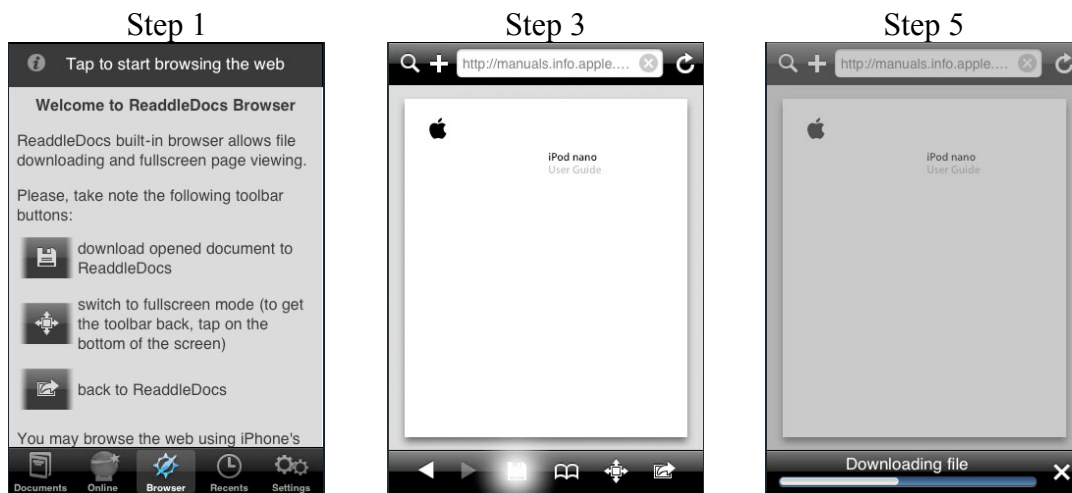 Step 1
Tap to start browsing the web
Welcome to ReaddleDocs Browser
ReaddleDocs built-in browser allows file
downloading and fullscreen page viewing.
Please, take note the following toolbar
buttons:
download opened document to
ReaddleDocs
switch to fullscreen mode (to get
the toolbar back, tap on the
bottom of the screen)
back to ReaddleDocs
You may browse the web using iPhone's
Documents Online Browser Recents Settings
Step 3
http://manuals.info.apple....
iPod nano
User Guide
Step 5
http://manuals.info.apple....
iPod nano
User Guide
Downloading file